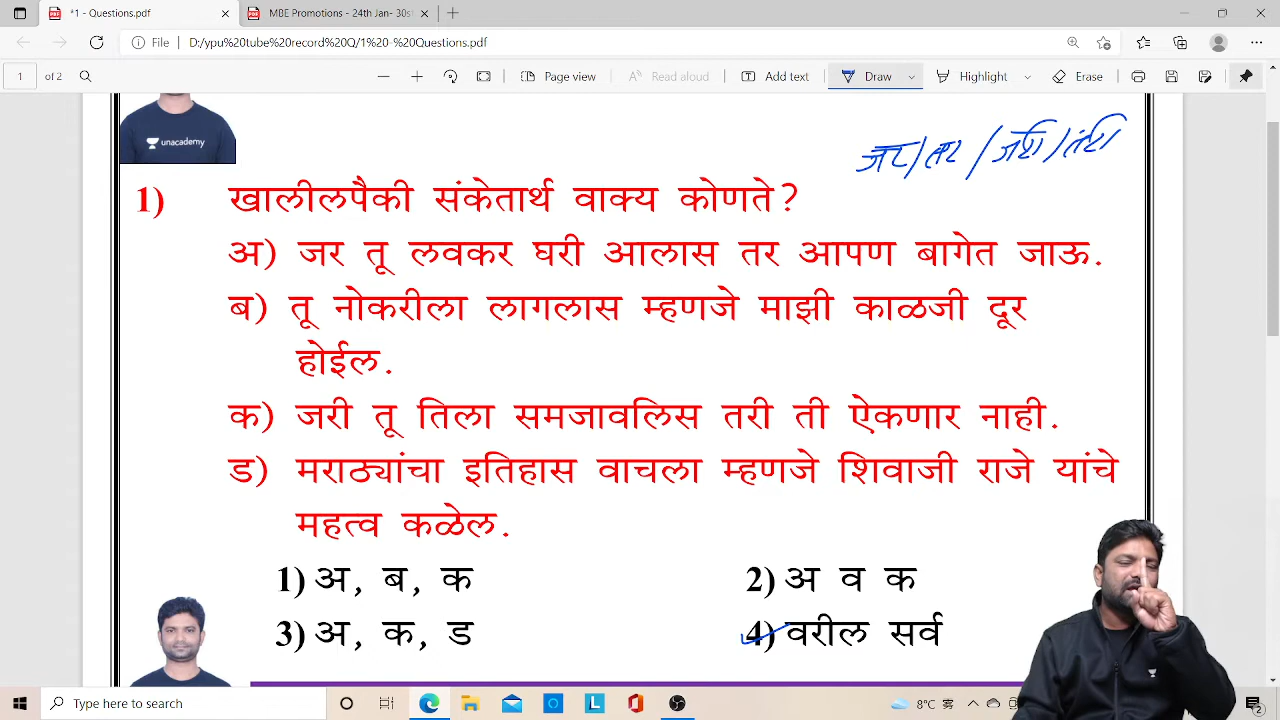 *1 - Questions.pdf
MBE Promotions - 24th Jan- 30st
File D:/ypu%20tube%20record%20Q/1%20-%20Questions.pdf
1 of 2 Page view Read aloud Add text Draw Highlight Erase
unacademy
जर / तर / जरी / तरी
1) खालीलपैकी संकेतार्थ वाक्य कोणते?
अ) जर तू लवकर घरी आलास तर आपण बागेत जाऊ.
ब) तू नोकरीला लागलास म्हणजे माझी काळजी दूर
होईल.
क) जरी तू तिला समजावलिस तरी ती ऐकणार नाही.
ड) मराठ्यांचा इतिहास वाचला म्हणजे शिवाजी राजे यांचे
महत्व कळेल.
1) अ, ब, क 2) अ व क
3) अ, क, ड 4) वरील सर्व
Type here to search 8°C